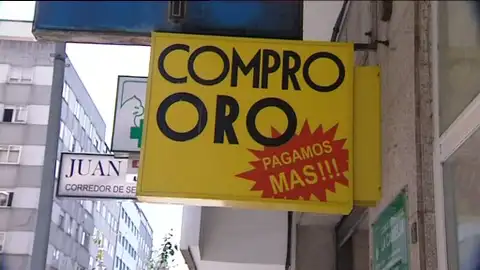 COMPRO
ORO
PAGAMOS
MAS!!!
JUAN
CORREDOR DE SE